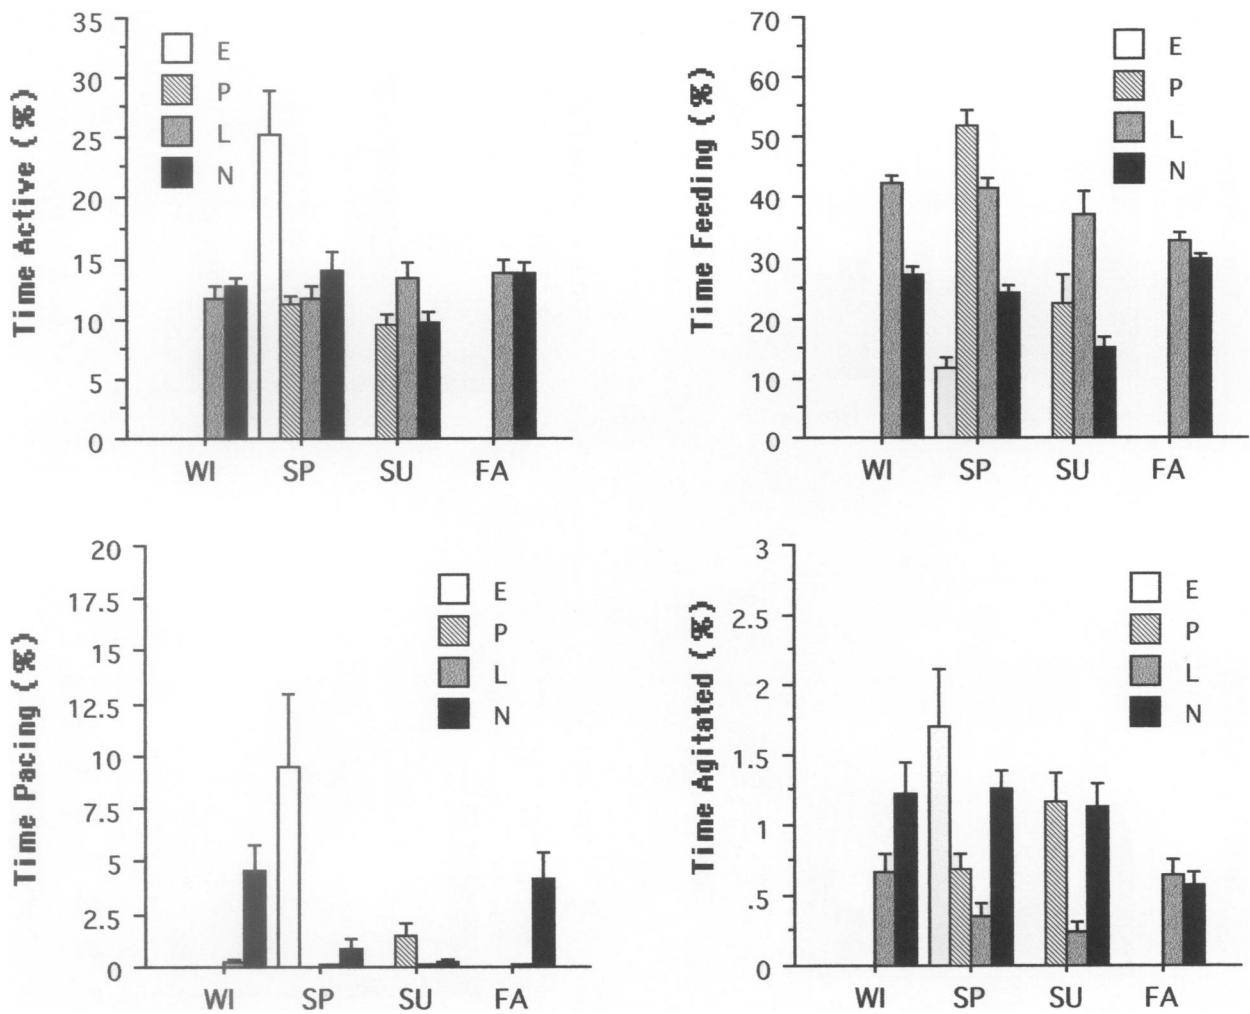 Time Active (%)
35
30
25
20
15
10
5
0
E
P
L
N
WI SP SU FA
Time Feeding (%)
70
60
50
40
30
20
10
0
E
P
L
N
WI SP SU FA
Time Pacing (%)
20
17.5
15
12.5
10
7.5
5
2.5
0
E
P
L
N
WI SP SU FA
Time Agitated (%)
3
2.5
2
1.5
1
.5
0
E
P
L
N
WI SP SU FA